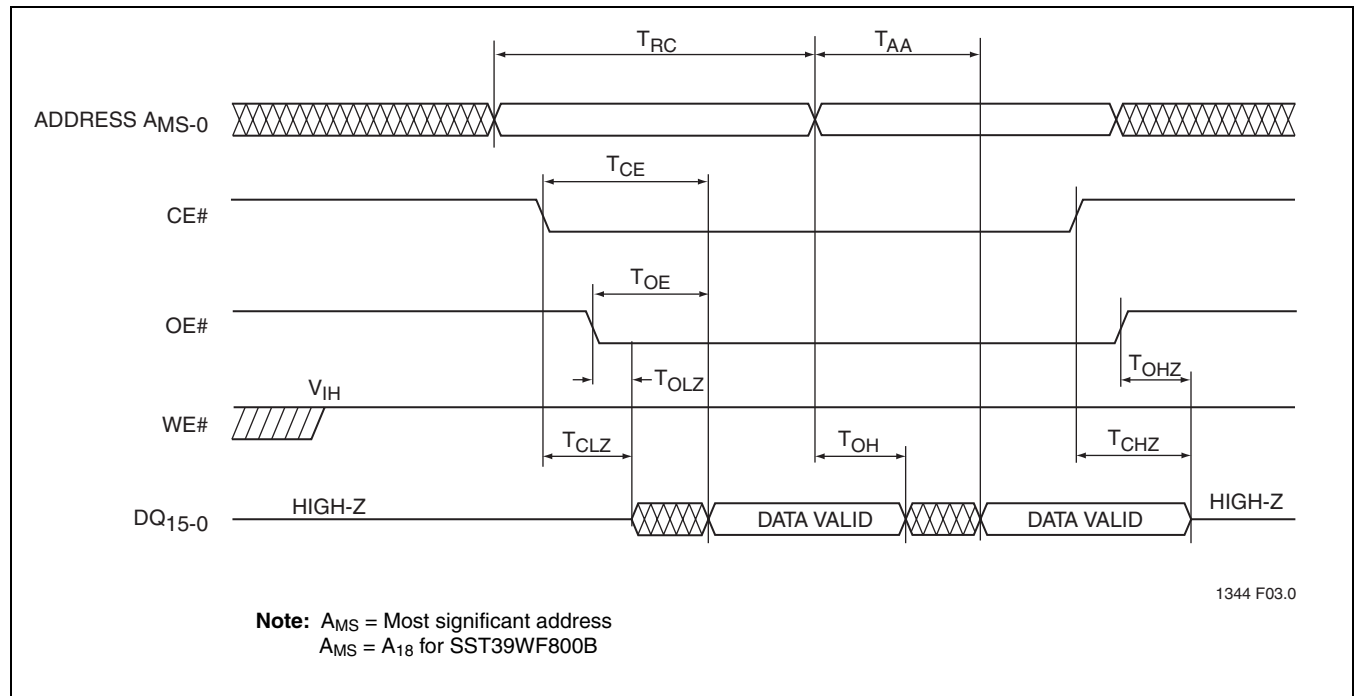 TRC TAA
ADDRESS AMS-0
TCE
CE#
TOE
OE#
TOLZ TOHZ
VIH
WE#
TCLZ TOH TCHZ
HIGH-Z HIGH-Z
DQ15-0 DATA VALID DATA VALID
1344 F03.0
Note: AMS = Most significant address
AMS = A18 for SST39WF800B